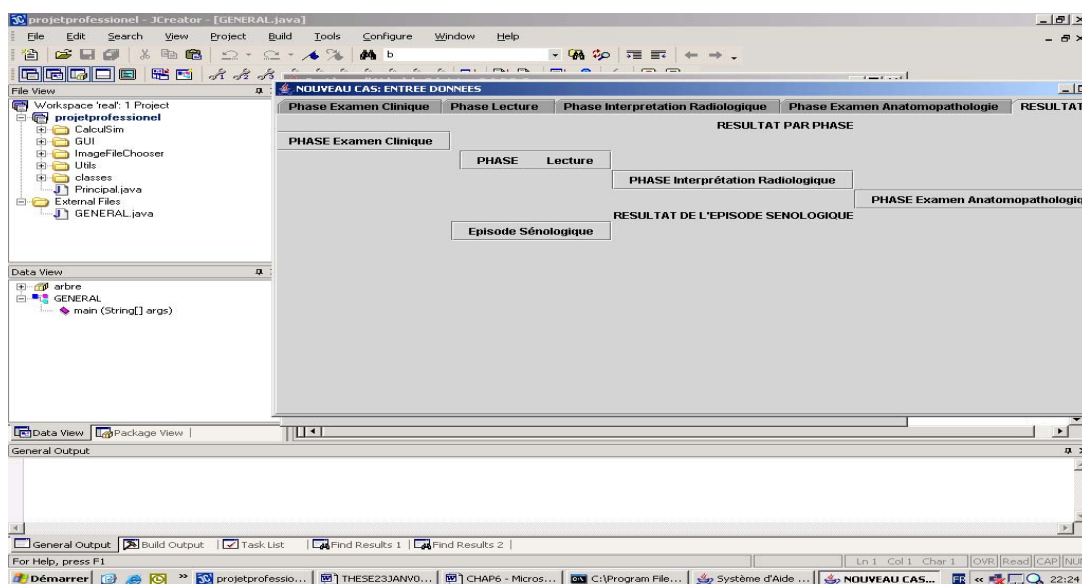 projetprofessionel - JCreator - [GENERAL.java]
File Edit Search View Project Build Tools Configure Window Help
b
File View
NOUVEAU CAS: ENTREE DONNEES
Workspace 'real': 1 Project
projetprofessionel
CalculSim
GUI
ImageFileChooser
Utils
classes
Principal.java
External Files
GENERAL.java
Phase Examen Clinique Phase Lecture Phase Interpretation Radiologique Phase Examen Anatomopathologie RESULTAT
RESULTAT PAR PHASE
PHASE Examen Clinique
PHASE Lecture
PHASE Interprétation Radiologique
PHASE Examen Anatomopathologiq
RESULTAT DE L'EPISODE SENOLOGIQUE
Episode Sénologique
Data View
arbre
GENERAL
main (String[] args)
Data View Package View
General Output
General Output Build Output Task List Find Results 1 Find Results 2
For Help, press F1 Ln 1 Col 1 Char 1 OVR Read CAP NU
Démarrer » projetprofessio... THESE23JANV0... CHAP6 - Micros... C:\Program File... Système d'Aide ... NOUVEAU CAS... FR « 22:24